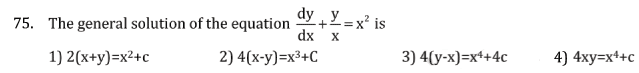 75. The general solution of the equation dy/dx + y/x = x² is
1) 2(x+y)=x²+c 2) 4(x-y)=x³+C 3) 4(y-x)=x⁴+4c 4) 4xy=x⁴+c